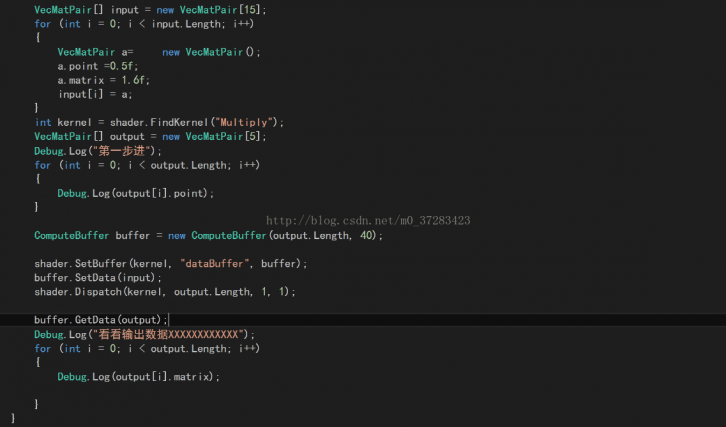 VecMatPair[] input = new VecMatPair[15];
for (int i = 0; i < input.Length; i++)
{
VecMatPair a=    new VecMatPair();
a.point =0.5f;
a.matrix = 1.6f;
input[i] = a;
}
int kernel = shader.FindKernel("Multiply");
VecMatPair[] output = new VecMatPair[5];
Debug.Log("第一步进");
for (int i = 0; i < output.Length; i++)
{
Debug.Log(output[i].point);
}
http://blog.csdn.net/m0_37283423
ComputeBuffer buffer = new ComputeBuffer(output.Length, 40);
shader.SetBuffer(kernel, "dataBuffer", buffer);
buffer.SetData(input);
shader.Dispatch(kernel, output.Length, 1, 1);
buffer.GetData(output);
Debug.Log("看看输出数据XXXXXXXXXXXX");
for (int i = 0; i < output.Length; i++)
{
Debug.Log(output[i].matrix);
}
}